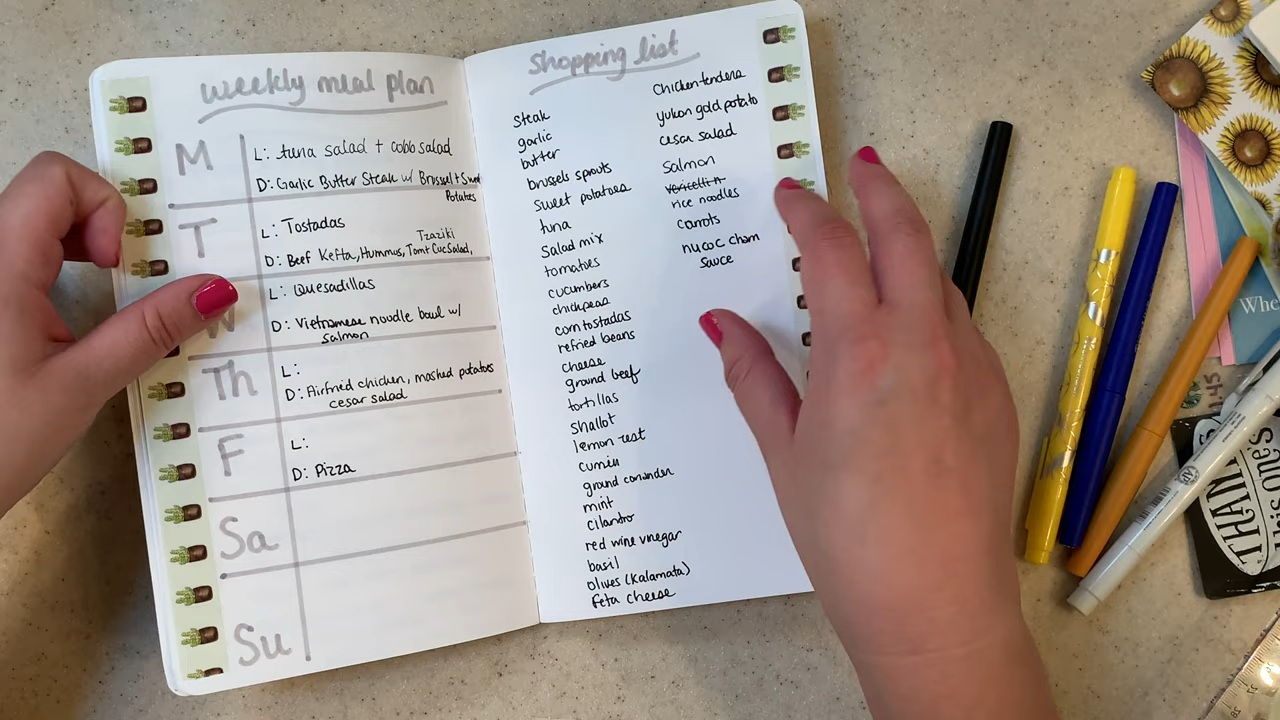 weekly meal plan
M
L: tuna salad + cobb salad
D: Garlic Butter Steak w/ Brussel + Sweet
Potatoes
T
L: Tostadas
Tzaziki
D: Beef Kefta, Hummus, Tomt Cuc Salad,
W
L: Quesadillas
D: Vietnamese noodle bowl w/
salmon
Th
L:
D: Airfried chicken, mashed potatoes
cesar salad
F
L:
D: Pizza
Sa
Su
Shopping list
steak
garlic
butter
brussels sprouts
sweet potatoes
tuna
Salad mix
tomatoes
cucumbers
chickpeas
corn tostadas
refried beans
cheese
ground beef
tortillas
shallot
lemon zest
cumin
ground coriander
mint
cilantro
red wine vinegar
basil
olives (kalamata)
feta cheese
Chicken tenders
yukon gold potato
cesar salad
Salmon
rice noodles
carrots
nuoc cham
sauce
Whe
THAN